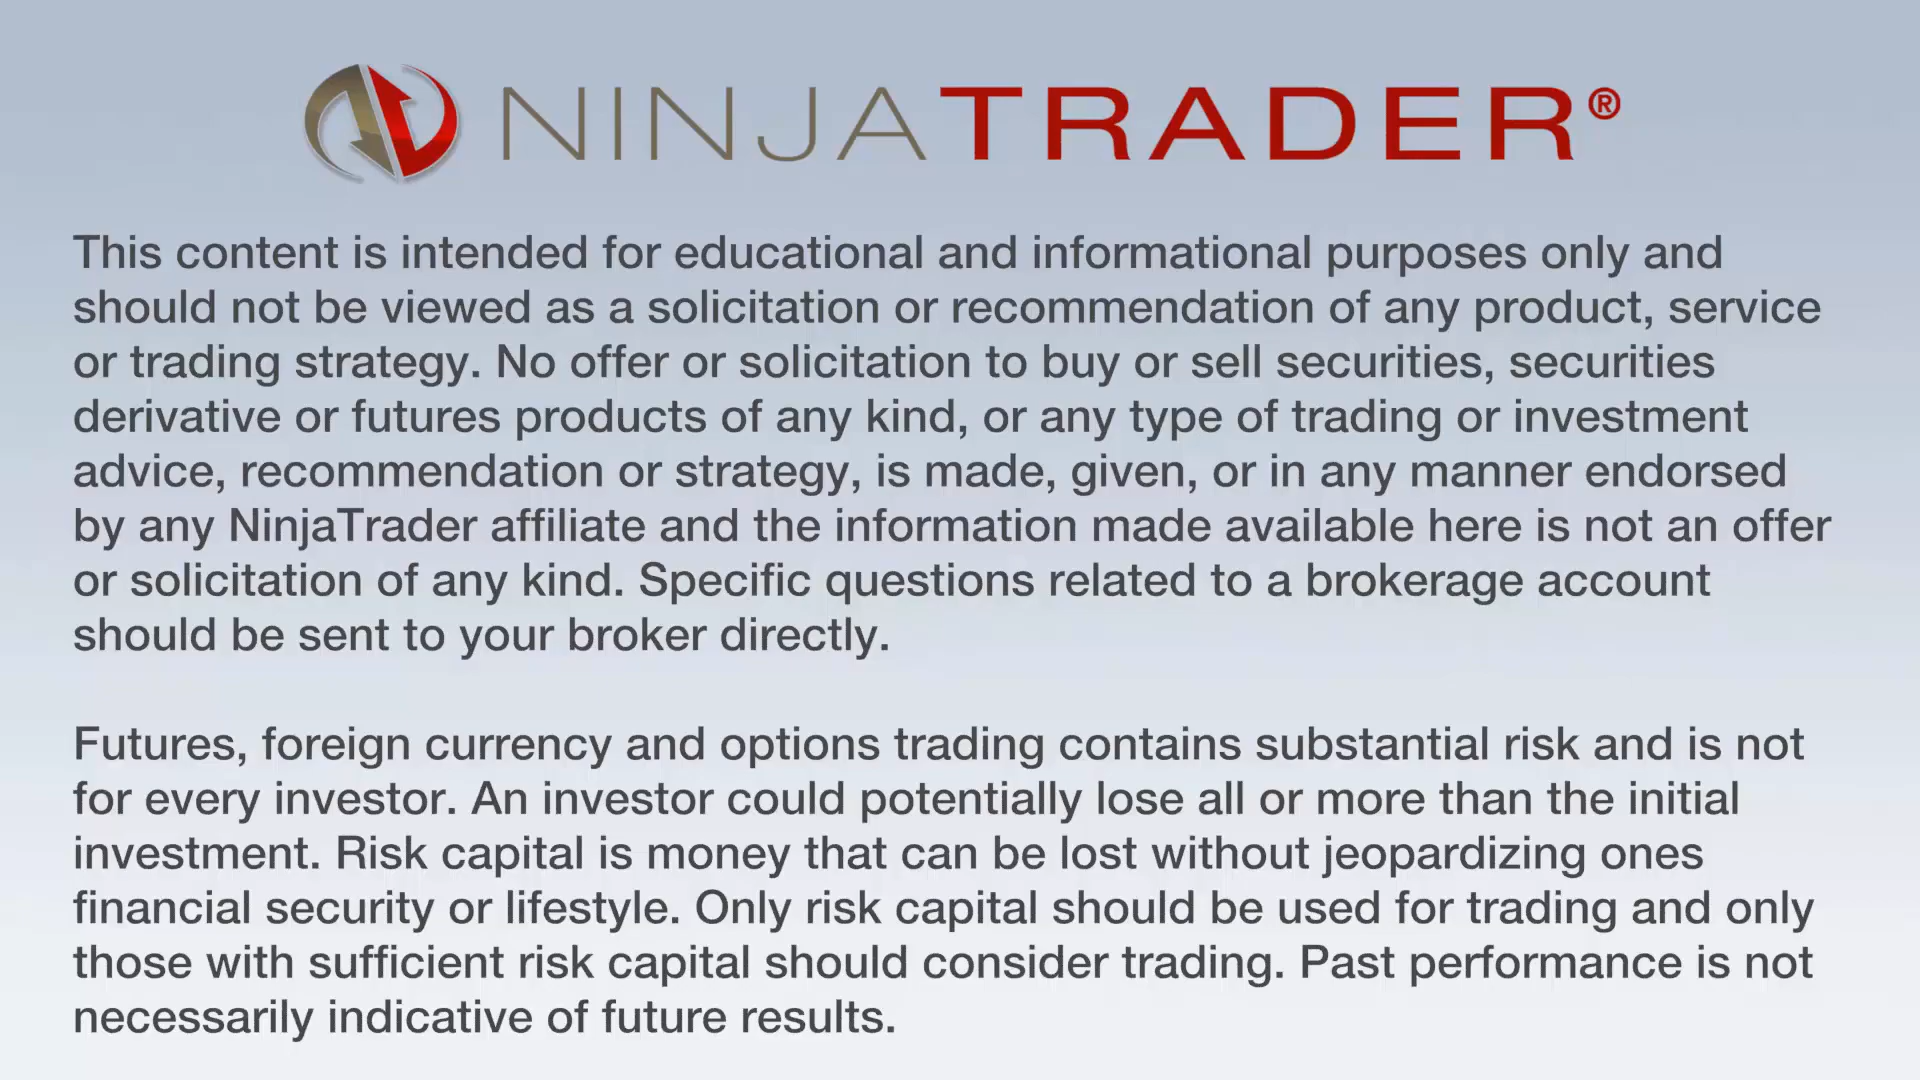 NINJATRADER®
This content is intended for educational and informational purposes only and
should not be viewed as a solicitation or recommendation of any product, service
or trading strategy. No offer or solicitation to buy or sell securities, securities
derivative or futures products of any kind, or any type of trading or investment
advice, recommendation or strategy, is made, given, or in any manner endorsed
by any NinjaTrader affiliate and the information made available here is not an offer
or solicitation of any kind. Specific questions related to a brokerage account
should be sent to your broker directly.
Futures, foreign currency and options trading contains substantial risk and is not
for every investor. An investor could potentially lose all or more than the initial
investment. Risk capital is money that can be lost without jeopardizing ones
financial security or lifestyle. Only risk capital should be used for trading and only
those with sufficient risk capital should consider trading. Past performance is not
necessarily indicative of future results.